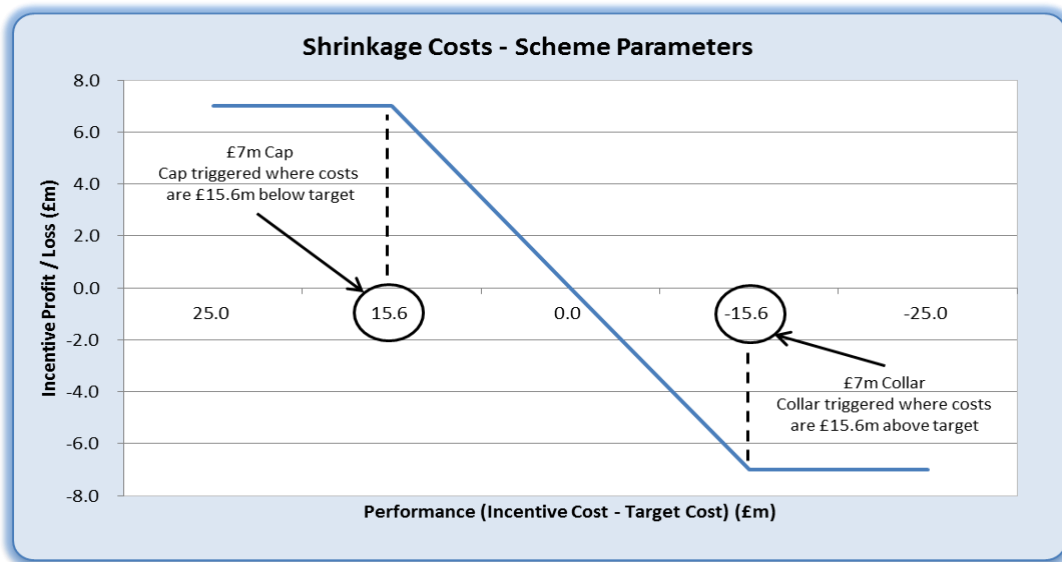 Shrinkage Costs - Scheme Parameters
Incentive Profit / Loss (£m)
8.0
6.0
4.0
2.0
0.0
-2.0
-4.0
-6.0
-8.0
£7m Cap
Cap triggered where costs
are £15.6m below target
25.0
15.6
0.0
-15.6
-25.0
£7m Collar
Collar triggered where costs
are £15.6m above target
Performance (Incentive Cost - Target Cost) (£m)